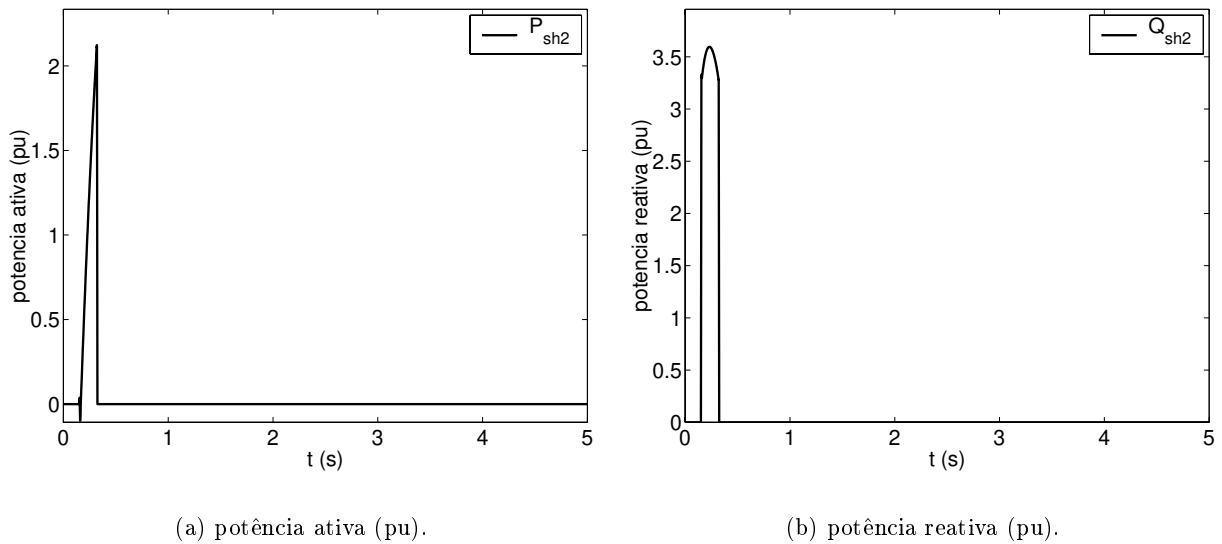 P_sh2
2
1.5
1
0.5
0
potencia ativa (pu)
0 1 2 3 4 5
t (s)
(a) potência ativa (pu).
Q_sh2
3.5
3
2.5
2
1.5
1
0.5
0
potencia reativa (pu)
0 1 2 3 4 5
t (s)
(b) potência reativa (pu).